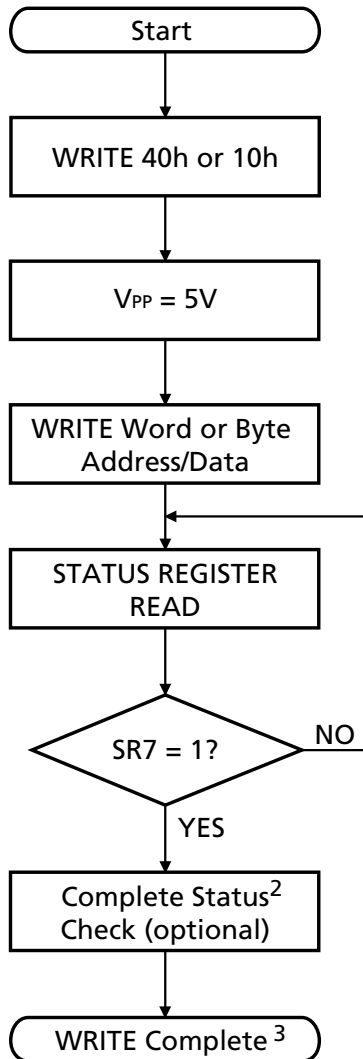 Start
WRITE 40h or 10h
VPP = 5V
WRITE Word or Byte
Address/Data
STATUS REGISTER
READ
SR7 = 1?
NO
YES
Complete Status2
Check (optional)
WRITE Complete 3